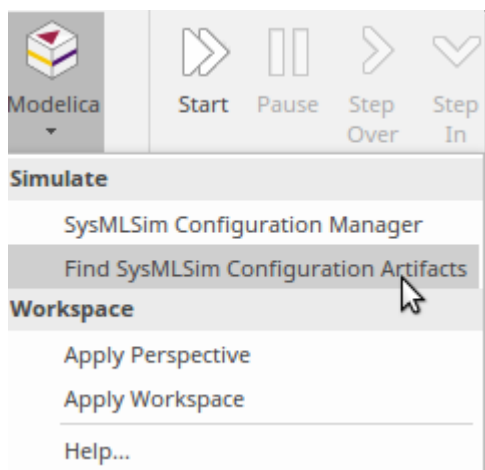 Modelica
Start Pause Step Step
Over In
Simulate
SysMLSim Configuration Manager
Find SysMLSim Configuration Artifacts
Workspace
Apply Perspective
Apply Workspace
Help...